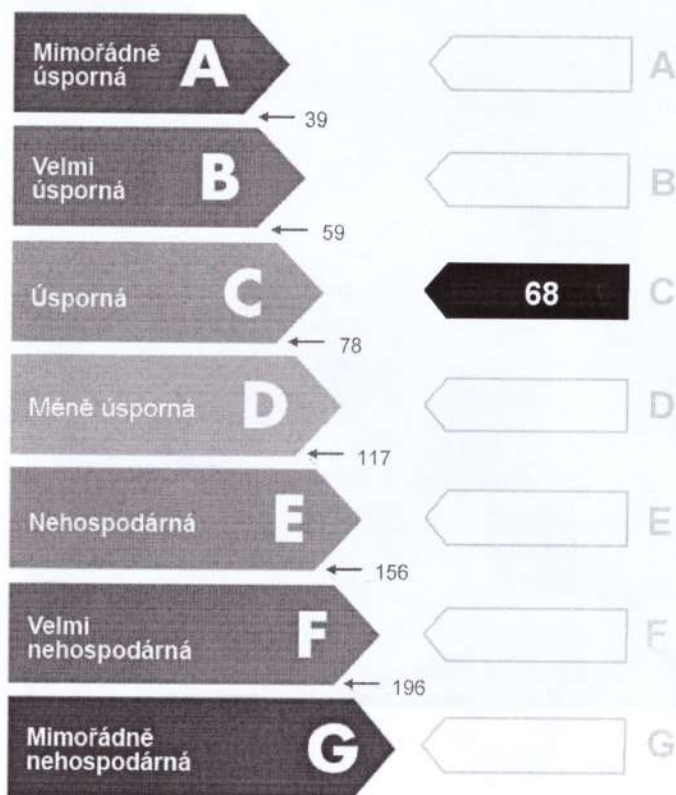 Mimořádně
úsporná
A
A
39
Velmi
úsporná
B
B
59
Úsporná
C
68
C
78
Méně úsporná
D
D
117
Nehospodárná
E
E
156
Velmi
nehospodárná
F
F
196
Mimořádně
nehospodárná
G
G